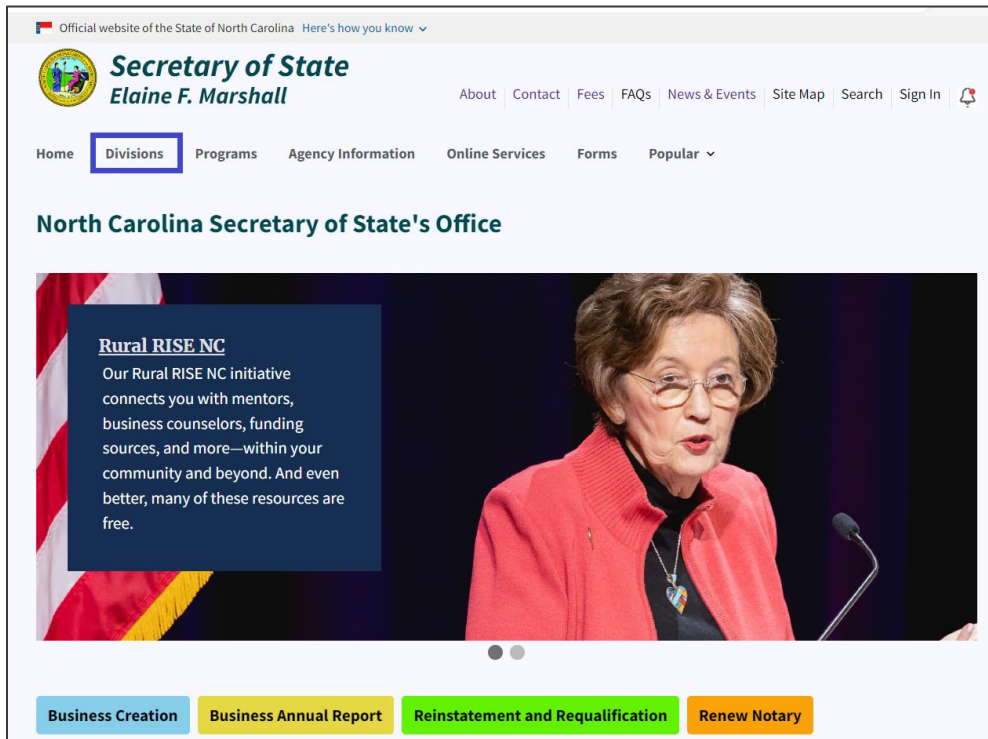 Official website of the State of North Carolina Here's how you know
Secretary of State
Elaine F. Marshall
About Contact Fees FAQs News & Events Site Map Search Sign In
Home Divisions Programs Agency Information Online Services Forms Popular
North Carolina Secretary of State's Office
Rural RISE NC
Our Rural RISE NC initiative
connects you with mentors,
business counselors, funding
sources, and more—within your
community and beyond. And even
better, many of these resources are
free.
Business Creation Business Annual Report Reinstatement and Requalification Renew Notary